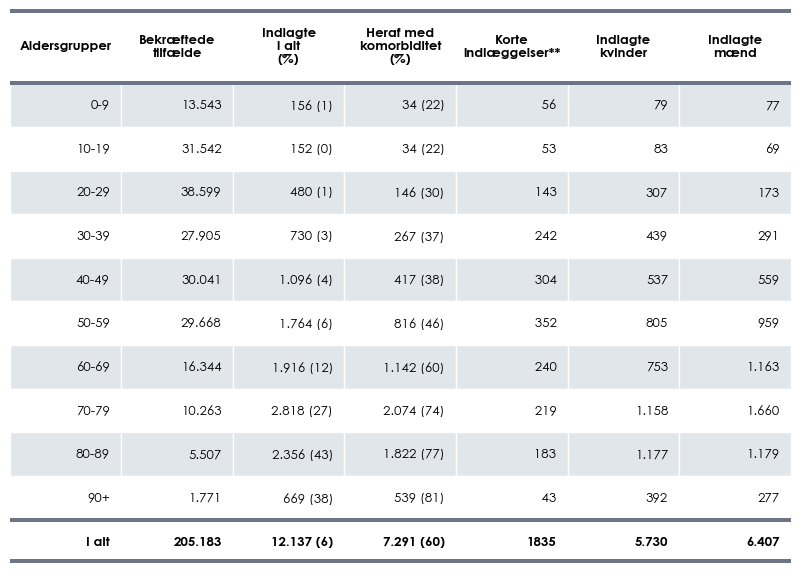 Aldersgrupper Bekræftede tilfælde Indlagte I alt (%) Heraf med komorbiditet (%) Korte indlæggelser** Indlagte kvinder Indlagte mænd
0-9 13.543 156 (1) 34 (22) 56 79 77
10-19 31.542 152 (0) 34 (22) 53 83 69
20-29 38.599 480 (1) 146 (30) 143 307 173
30-39 27.905 730 (3) 267 (37) 242 439 291
40-49 30.041 1.096 (4) 417 (38) 304 537 559
50-59 29.668 1.764 (6) 816 (46) 352 805 959
60-69 16.344 1.916 (12) 1.142 (60) 240 753 1.163
70-79 10.263 2.818 (27) 2.074 (74) 219 1.158 1.660
80-89 5.507 2.356 (43) 1.822 (77) 183 1.177 1.179
90+ 1.771 669 (38) 539 (81) 43 392 277
I alt 205.183 12.137 (6) 7.291 (60) 1835 5.730 6.407